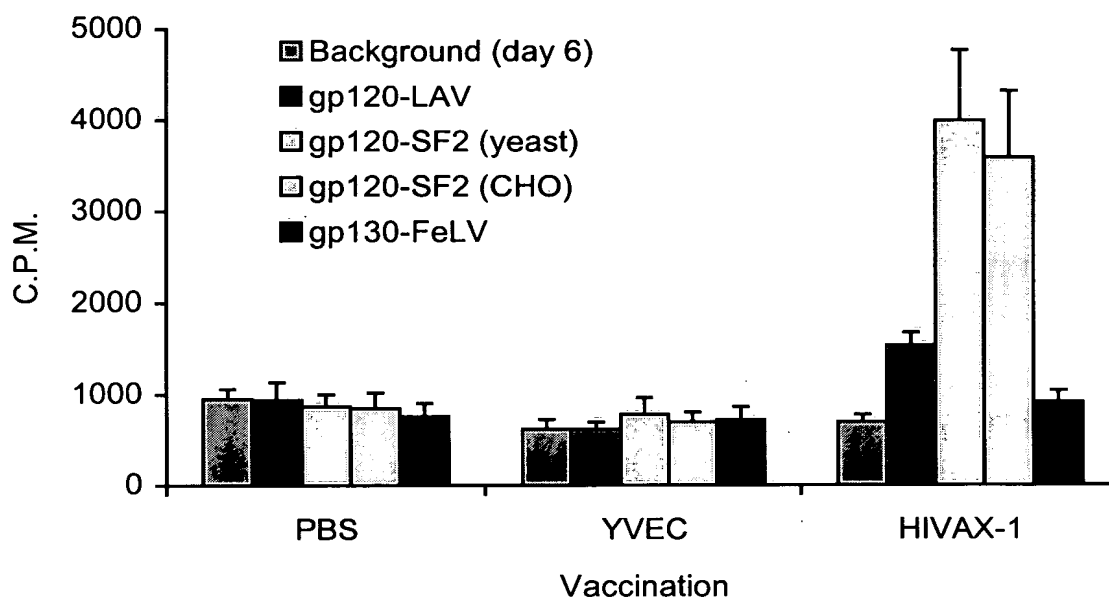 5000
4000
3000
2000
1000
0
C.P.M.
Background (day 6)
gp120-LAV
gp120-SF2 (yeast)
gp120-SF2 (CHO)
gp130-FeLV
PBS
YVEC
HIVAX-1
Vaccination